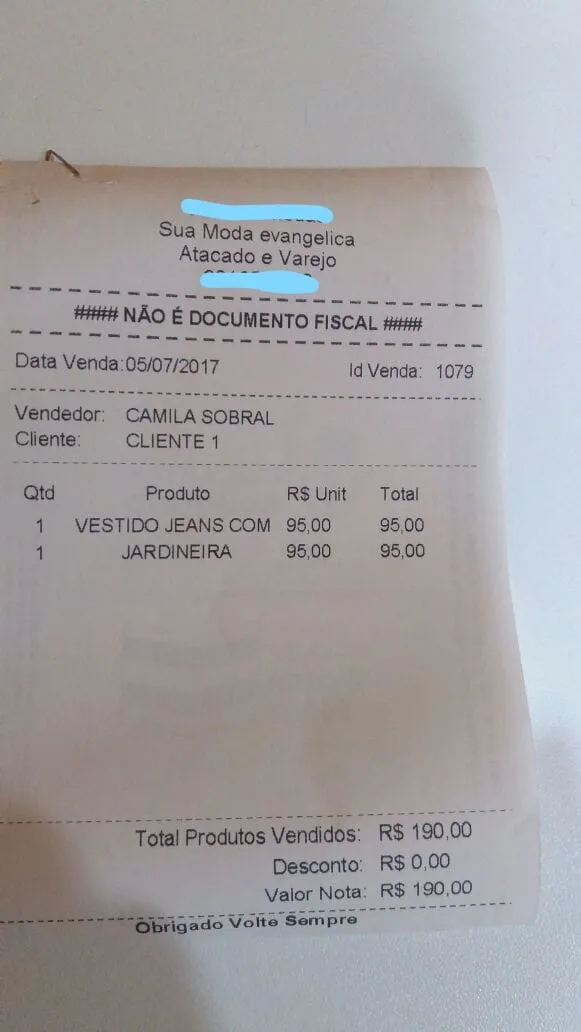 Sua Moda evangelica
Atacado e Varejo
#### NÃO É DOCUMENTO FISCAL ####
Data Venda:05/07/2017 Id Venda: 1079
Vendedor: CAMILA SOBRAL
Cliente: CLIENTE 1
Qtd Produto R$ Unit Total
1 VESTIDO JEANS COM 95,00 95,00
1 JARDINEIRA 95,00 95,00
Total Produtos Vendidos: R$ 190,00
Desconto: R$ 0,00
Valor Nota: R$ 190,00
Obrigado Volte Sempre